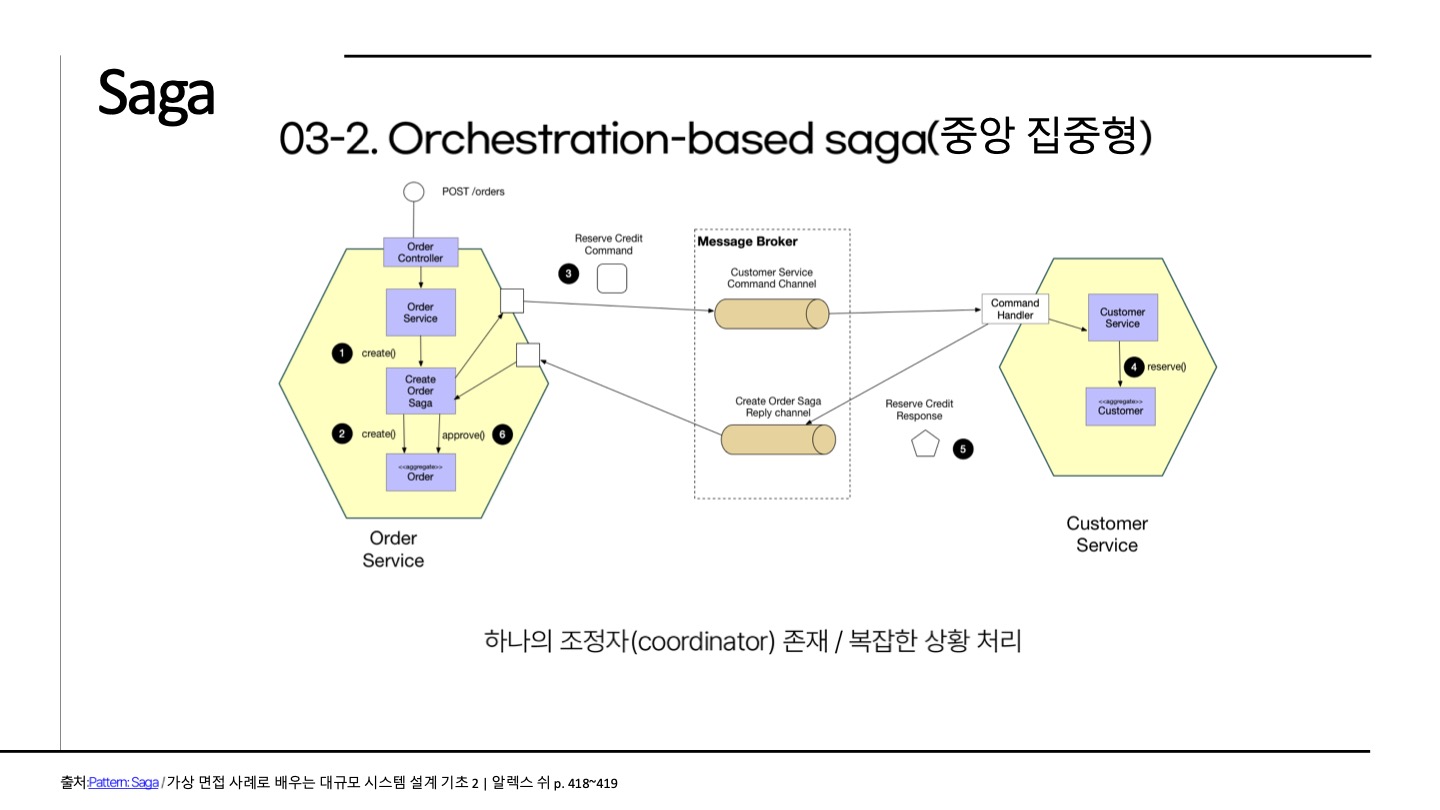 Saga
03-2. Orchestration-based saga(중앙 집중형)
POST /orders
Order
Controller
Order
Service
1 create()
Create
Order
Saga
2 create()
approve() 6
<<aggregate>>
Order
Order
Service
Reserve Credit
Command
3
Message Broker
Customer Service
Command Channel
Create Order Saga
Reply channel
Reserve Credit
Response
5
Command
Handler
Customer
Service
4 reserve()
<<aggregate>>
Customer
Customer
Service
하나의 조정자(coordinator) 존재 / 복잡한 상황 처리
출처:Pattern: Saga / 가상 면접 사례로 배우는 대규모 시스템 설계 기초 2 | 알렉스 쉬 p. 418~419